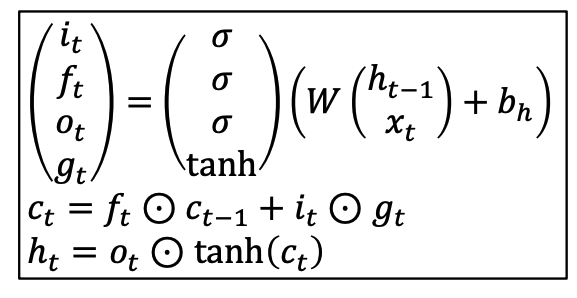 (i_t f_t o_t g_t) = (σ σ σ tanh) (W (h_{t-1} x_t) + b_h)
c_t = f_t ⊙ c_{t-1} + i_t ⊙ g_t
h_t = o_t ⊙ tanh(c_t)